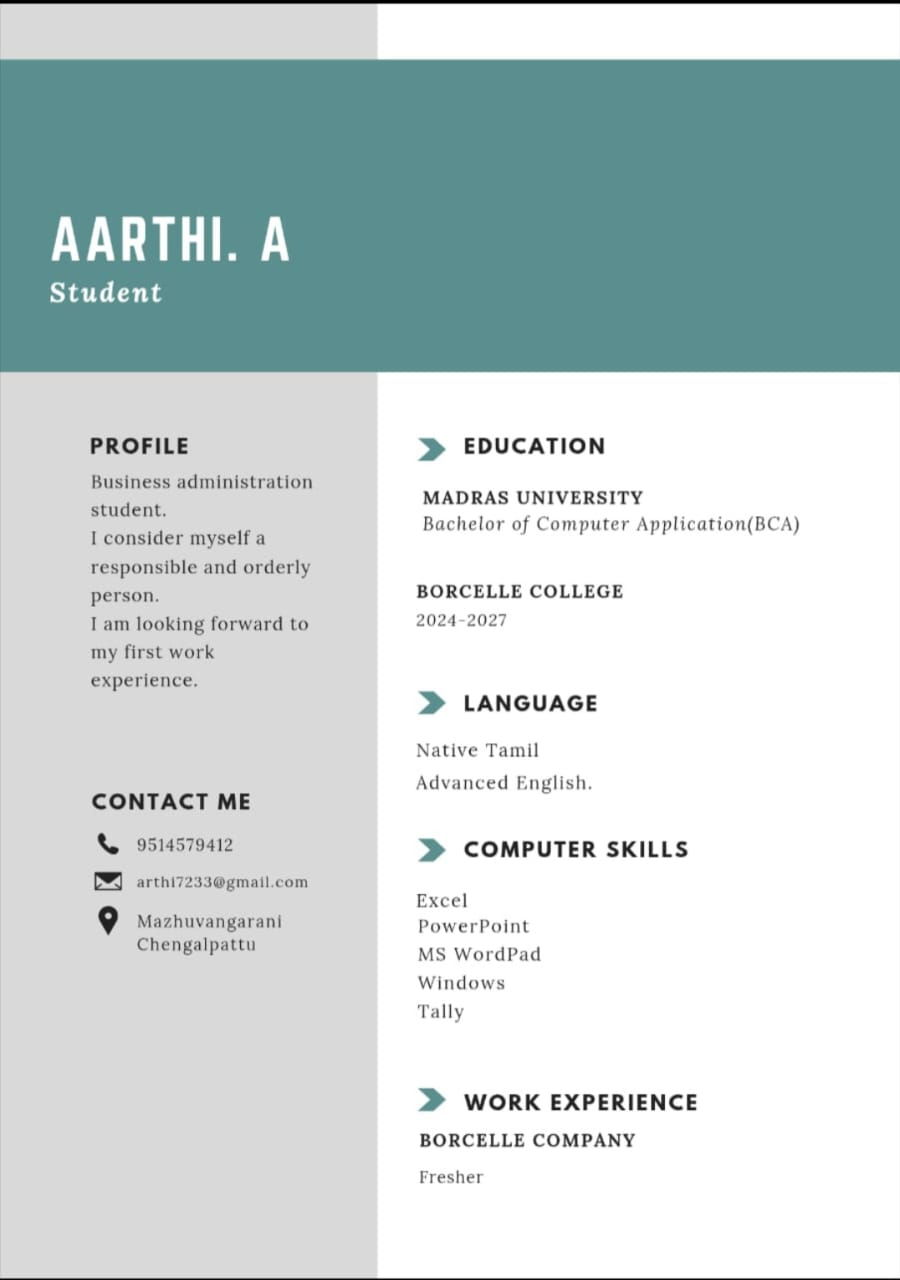 AARTHI. A
Student
PROFILE
Business administration
student.
I consider myself a
responsible and orderly
person.
I am looking forward to
my first work
experience.
CONTACT ME
9514579412
arthi7233@gmail.com
Mazhuvangarani
Chengalpattu
EDUCATION
MADRAS UNIVERSITY
Bachelor of Computer Application(BCA)
BORCELLE COLLEGE
2024-2027
LANGUAGE
Native Tamil
Advanced English.
COMPUTER SKILLS
Excel
PowerPoint
MS WordPad
Windows
Tally
WORK EXPERIENCE
BORCELLE COMPANY
Fresher